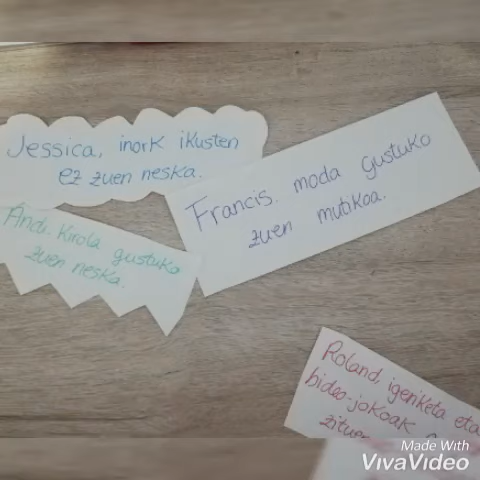 Jessica, inork ikusten
ez zuen neska.
Francis. moda gustuko
zuen mutikoa.
Andi. Kirola gustuko
zuen neska.
Roland, igeriketa eta
bideo-jokoak
Made With
VivaVideo